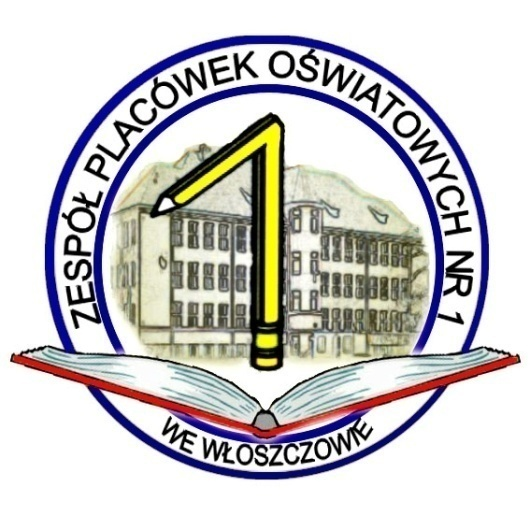 ZESPÓŁ PLACÓWEK OŚWIATOWYCH NR 1
WE WŁOSZCZOWIE